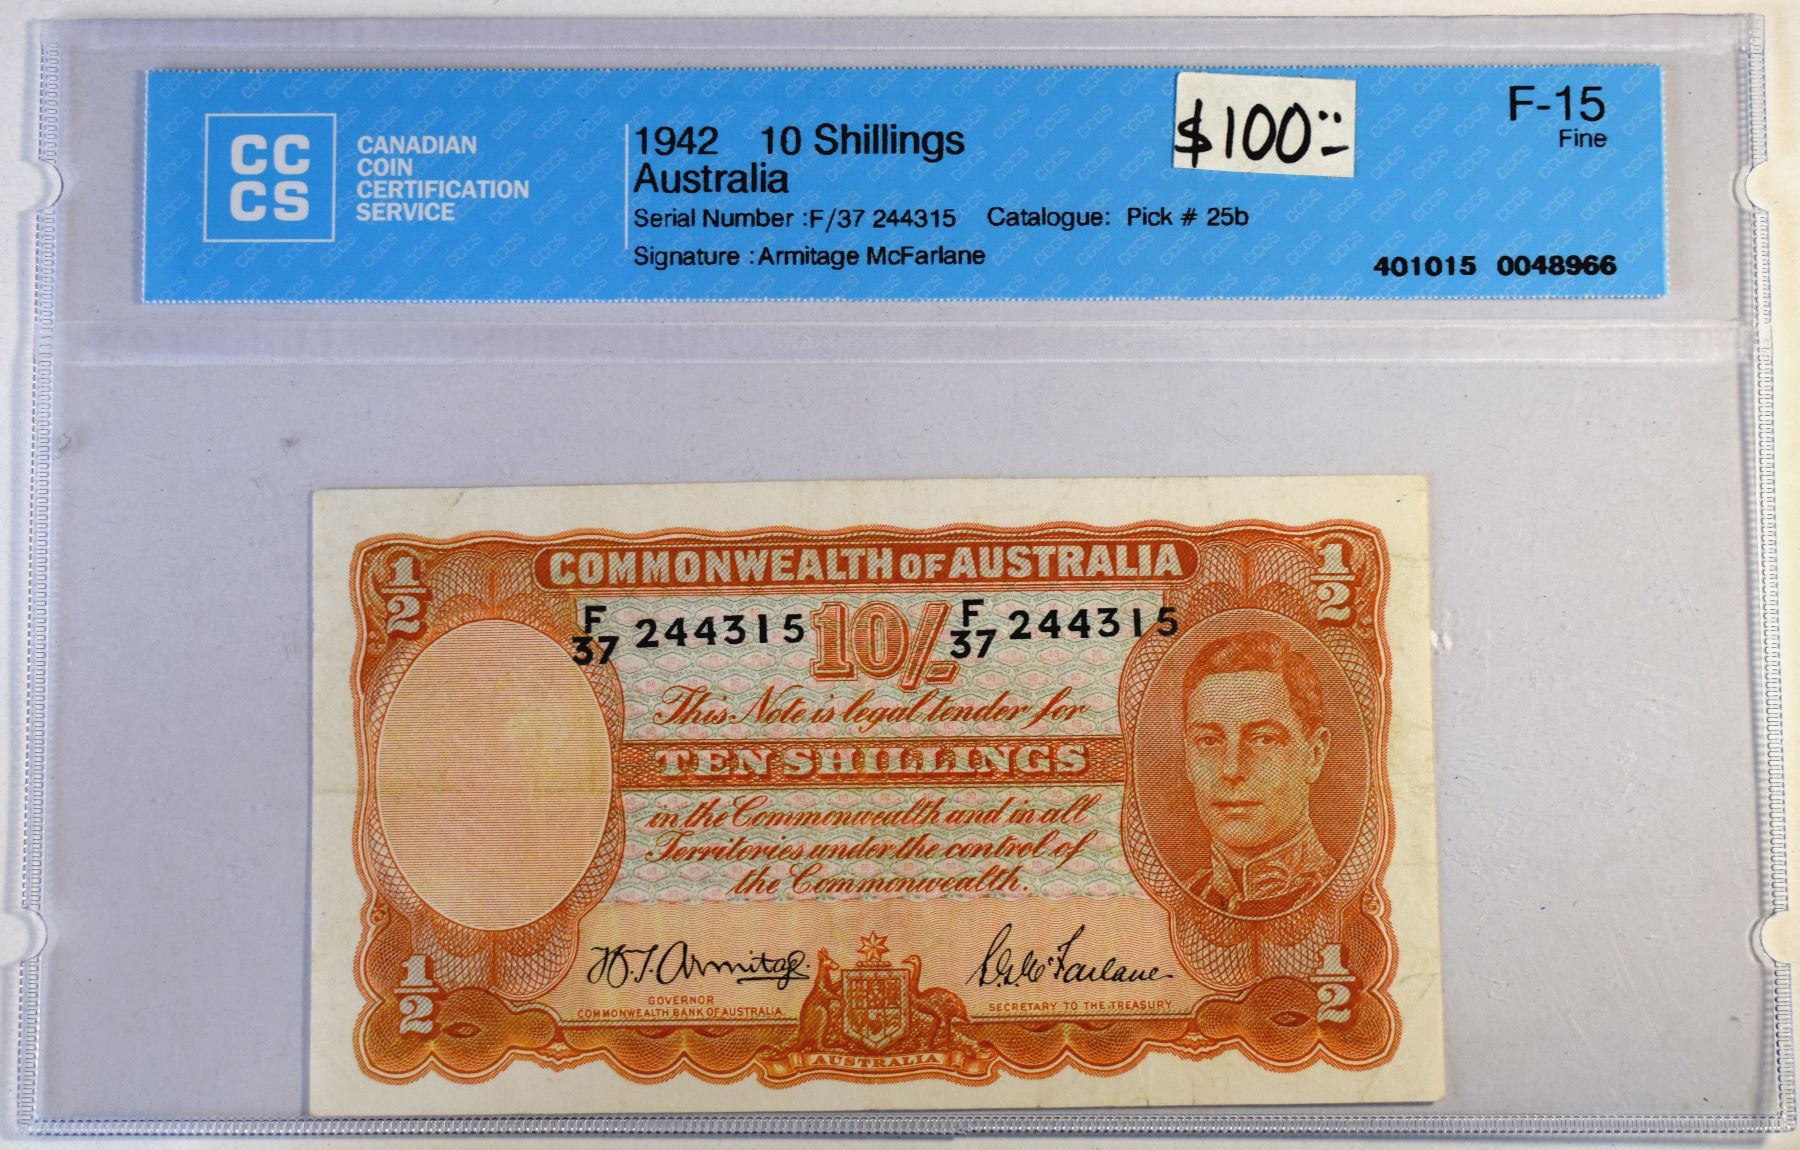 CC
CS
CANADIAN
COIN
CERTIFICATION
SERVICE
1942 10 Shillings
Australia
Serial Number :F/37 244315 Catalogue: Pick # 25b
Signature :Armitage McFarlane
$100
F-15
Fine
401015 0048966
1/2
COMMONWEALTH OF AUSTRALIA
1/2
F/37 244315
10/-
F/37 244315
This Note is legal tender for
TEN SHILLINGS
in the Commonwealth and in all
Territories under the control of
the Commonwealth.
H.T. Armitage
GOVERNOR
COMMONWEALTH BANK OF AUSTRALIA
S.G. McFarlane
SECRETARY TO THE TREASURY
1/2
AUSTRALIA
1/2